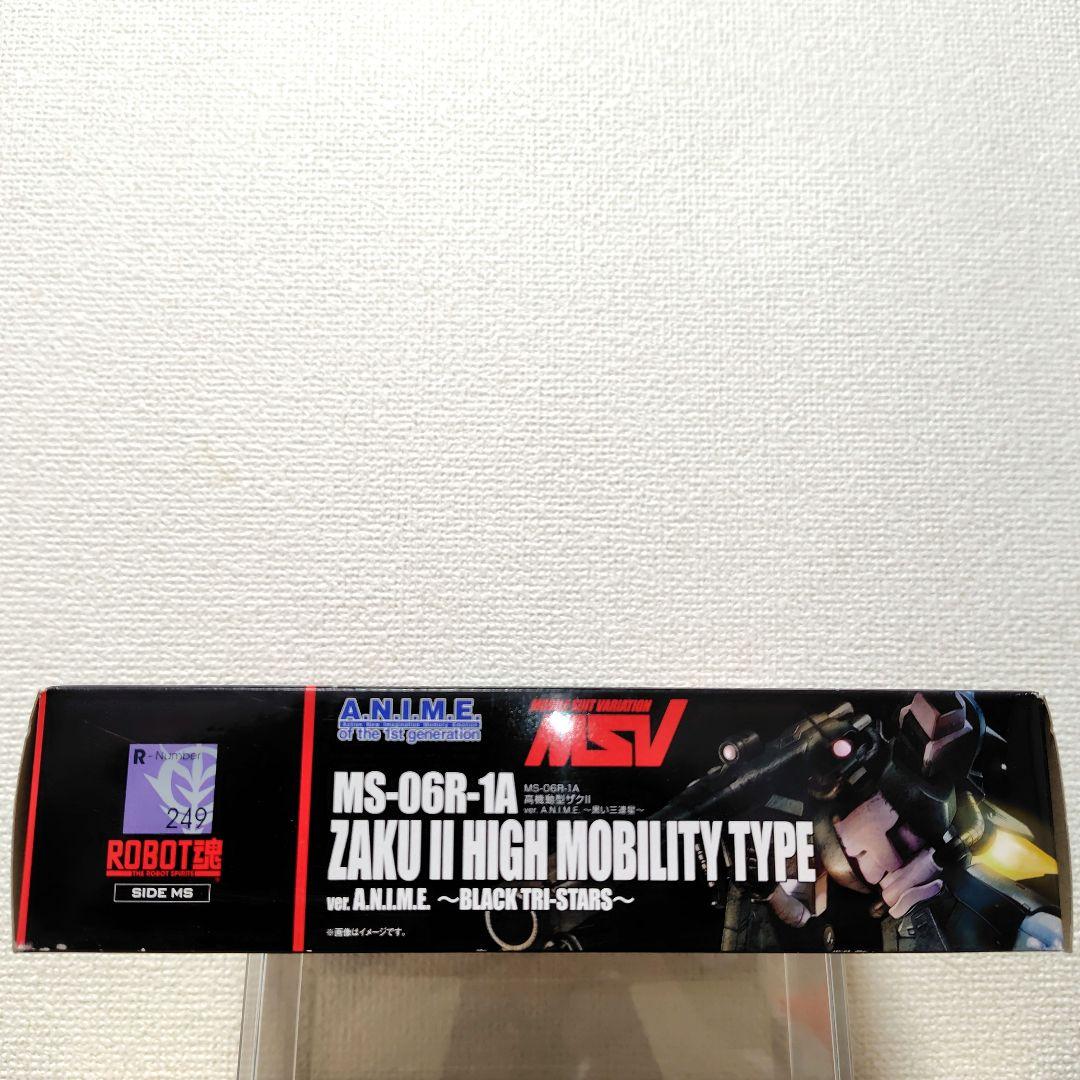 R - Number
249
ROBOT魂
THE ROBOT SPIRITS
SIDE MS
A.N.I.M.E.
Action New Imagination Mobility Edition
of the 1st generation
MOBILE SUIT VARIATION
MSV
MS-06R-1A
MS-06R-1A
高機動型ザクII
ver. A.N.I.M.E. ～黒い三連星～
ZAKU II HIGH MOBILITY TYPE
ver. A.N.I.M.E. ～BLACK TRI-STARS～
※画像はイメージです。